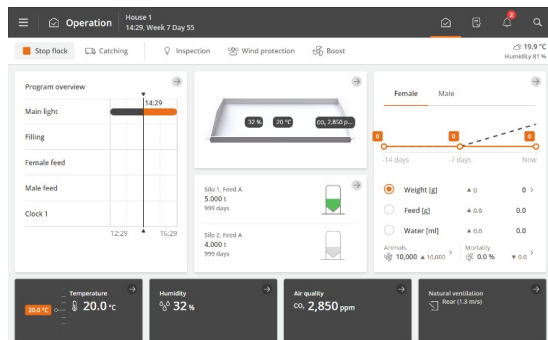 Operation
House 1
14:29, Week 7 Day 55
2
Stop flock
Catching
Inspection
Wind protection
Boost
19.9 °C
Humidity 81 %
Program overview
14:29
Main light
Filling
Female feed
Male feed
Clock 1
12:29
16:29
32 %
20 °C
CO₂ 2,850 p...
Silo 1, Feed A
5.000 t
999 days
Silo 2, Feed A
4.000 t
999 days
Female Male
0 0 0
-14 days -7 days Now
Weight [g] ▲ 0 0 >
Feed [g] ▲ 0.0 0.0
Water [ml] ▲ 0.0 0.0
Animals
10,000 ▲ 10,000 >
Mortality
0.0 % ▼ 0.0 >
Temperature
20.0 °C
20.0 °C
Humidity
32 %
Air quality
CO₂ 2,850 ppm
Natural ventilation
Rear (1.3 m/s)